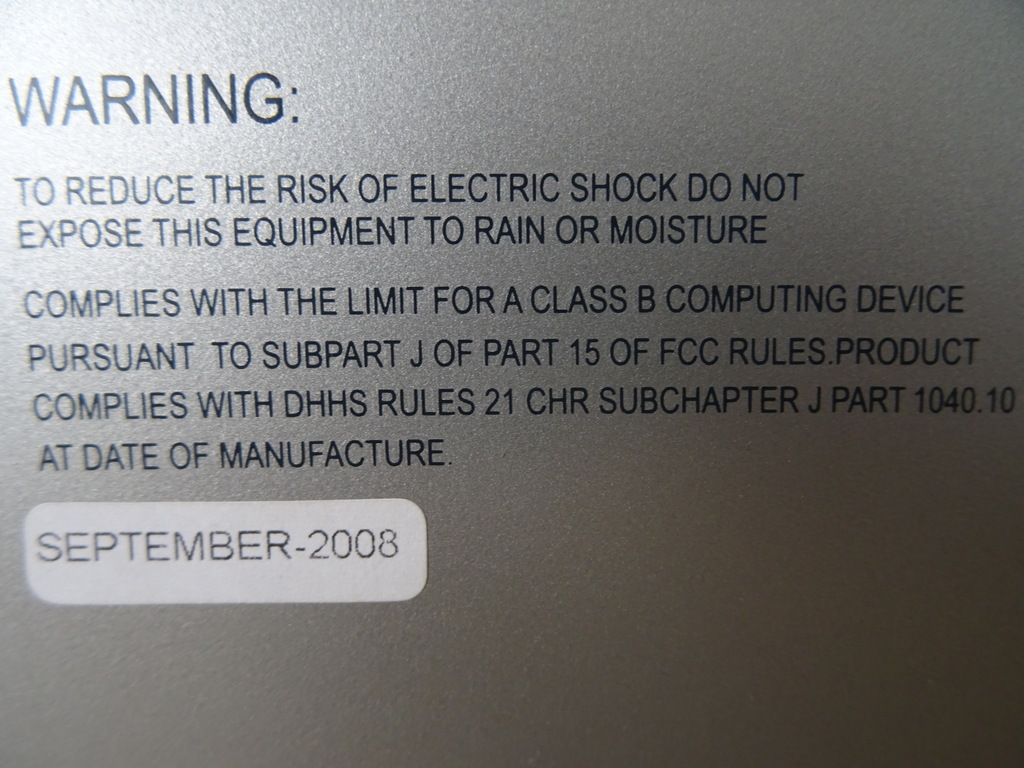 WARNING:
TO REDUCE THE RISK OF ELECTRIC SHOCK DO NOT
EXPOSE THIS EQUIPMENT TO RAIN OR MOISTURE
COMPLIES WITH THE LIMIT FOR A CLASS B COMPUTING DEVICE
PURSUANT TO SUBPART J OF PART 15 OF FCC RULES.PRODUCT
COMPLIES WITH DHHS RULES 21 CHR SUBCHAPTER J PART 1040.10
AT DATE OF MANUFACTURE.
SEPTEMBER-2008